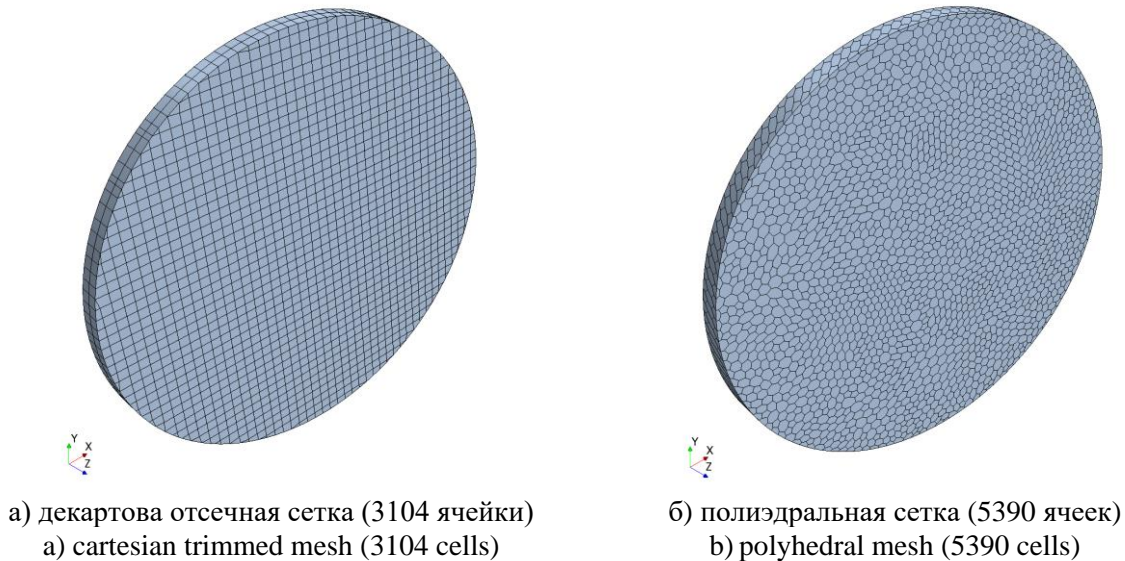 Y
X
Z
Y
X
Z
а) декартова отсечная сетка (3104 ячейки)
a) cartesian trimmed mesh (3104 cells)
б) полиэдральная сетка (5390 ячеек)
b) polyhedral mesh (5390 cells)